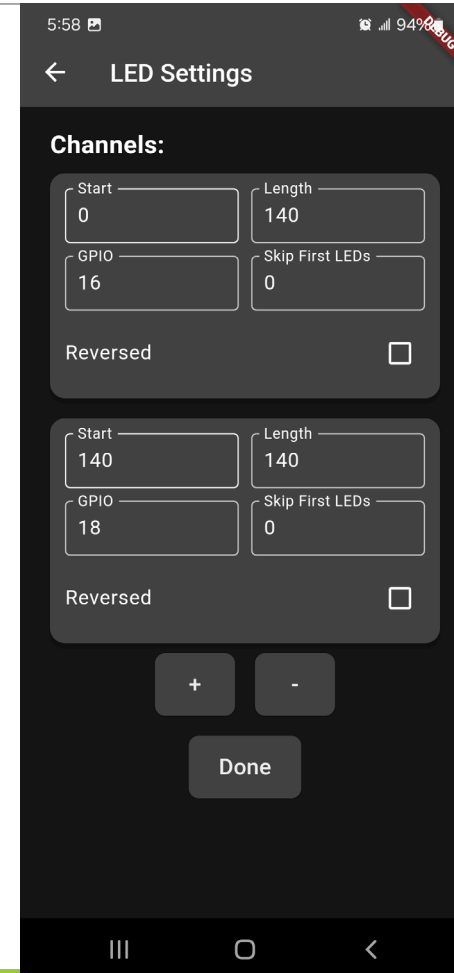 5:58 94%
DEBUG
LED Settings
Channels:
Start Length
0 140
GPIO Skip First LEDs
16 0
Reversed
Start Length
140 140
GPIO Skip First LEDs
18 0
Reversed
+ -
Done